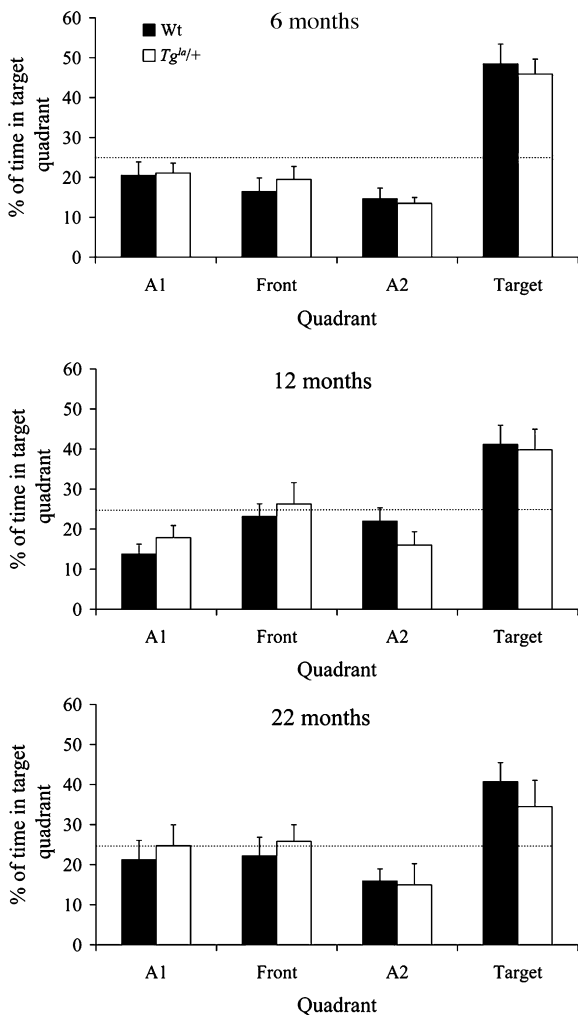 6 months
Wt
Tg^la/+
% of time in target
quadrant
60
50
40
30
20
10
0
A1 Front A2 Target
Quadrant
12 months
% of time in target
quadrant
60
50
40
30
20
10
0
A1 Front A2 Target
Quadrant
22 months
% of time in target
quadrant
60
50
40
30
20
10
0
A1 Front A2 Target
Quadrant